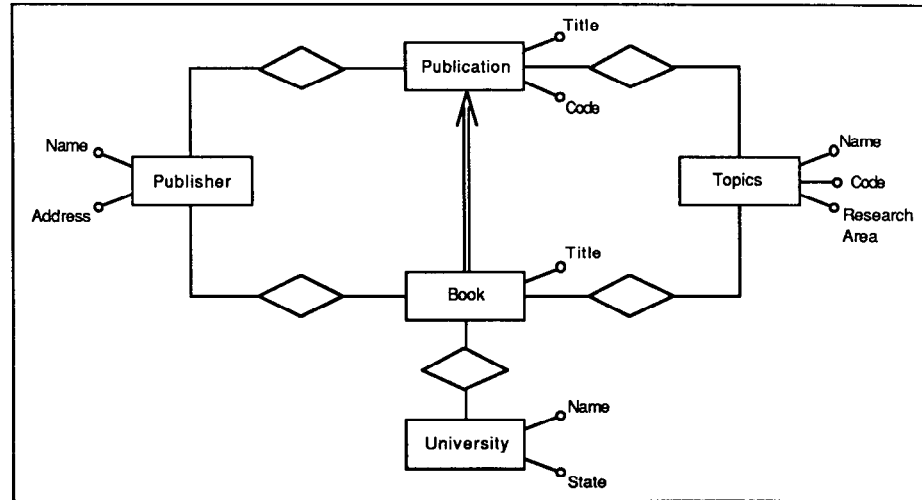 Title
Publication
Code
Name
Publisher
Address
Name
Topics
Code
Research
Area
Title
Book
Name
University
State